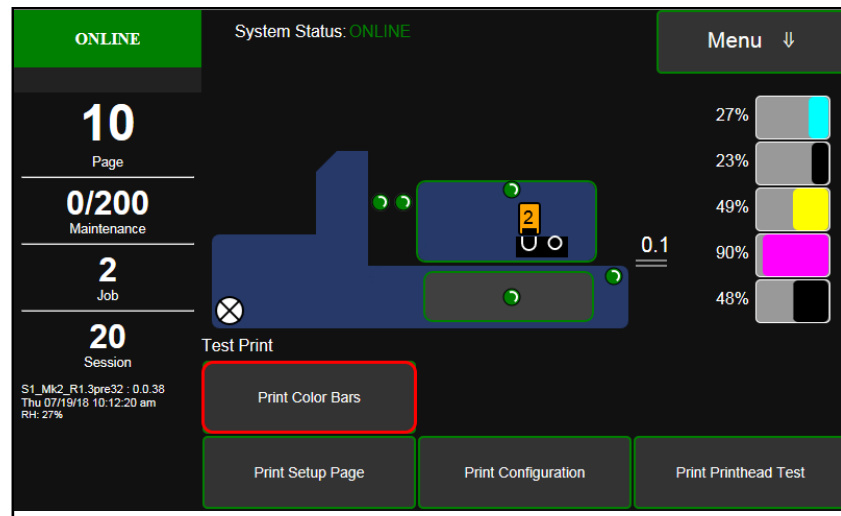 ONLINE
System Status: ONLINE
Menu ⇓
10
Page
0/200
Maintenance
2
Job
20
Session
S1_Mk2_R1.3pre32 : 0.0.38
Thu 07/19/18 10:12:20 am
RH: 27%
2
0.1
27%
23%
49%
90%
48%
Test Print
Print Color Bars
Print Setup Page
Print Configuration
Print Printhead Test